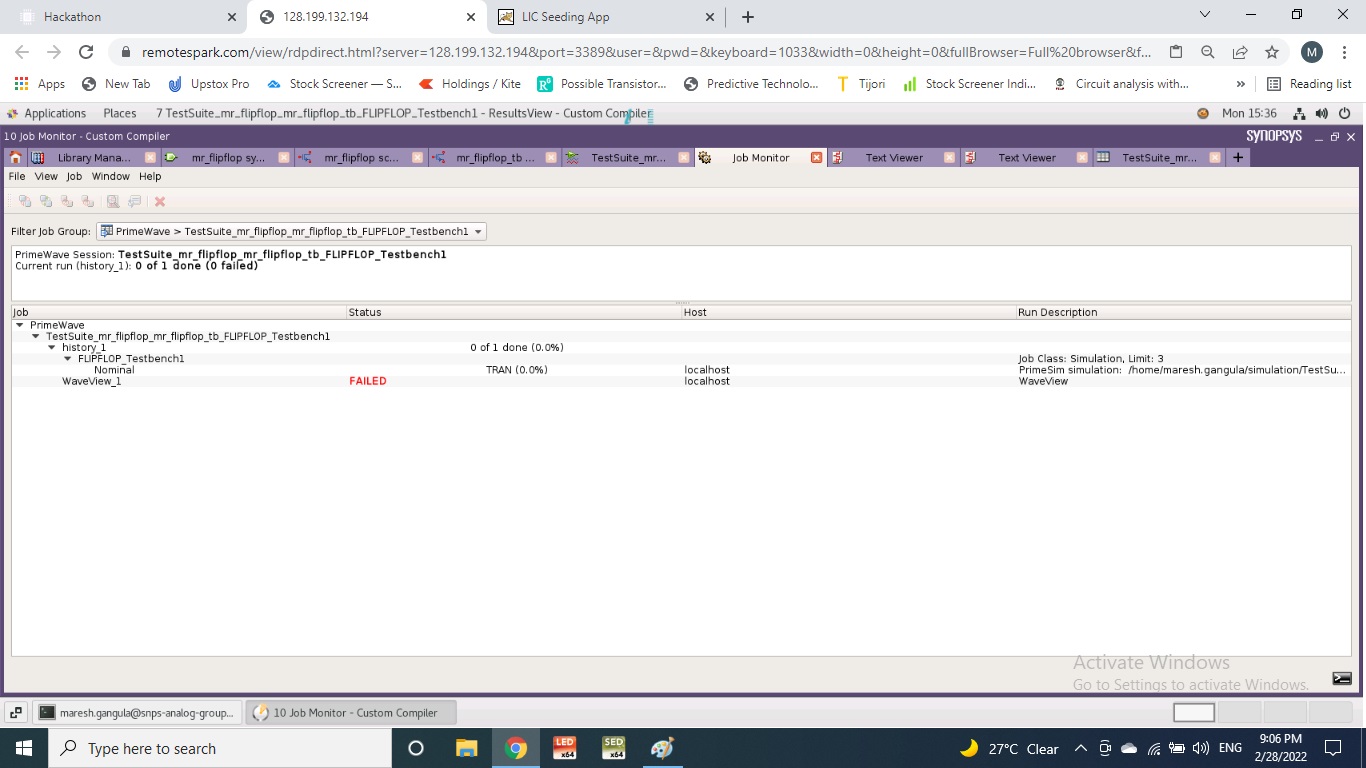 Hackathon
128.199.132.194
LIC Seeding App
remotespark.com/view/rdpdirect.html?server=128.199.132.194&port=3389&user=&pwd=&keyboard=1033&width=0&height=0&fullBrowser=Full%20browser&f...
M
Apps
New Tab
Upstox Pro
Stock Screener — S...
Holdings / Kite
Possible Transistor...
Predictive Technolo...
Tijori
Stock Screener Indi...
Circuit analysis with...
»
Reading list
Applications
Places
7 TestSuite_mr_flipflop_mr_flipflop_tb_FLIPFLOP_Testbench1 - ResultsView - Custom Compiler
Mon 15:36
10 Job Monitor - Custom Compiler
SYNOPSYS
Library Mana...
mr_flipflop sy...
mr_flipflop sc...
mr_flipflop_tb ...
TestSuite_mr...
Job Monitor
Text Viewer
Text Viewer
TestSuite_mr...
File View Job Window Help
Filter Job Group: PrimeWave > TestSuite_mr_flipflop_mr_flipflop_tb_FLIPFLOP_Testbench1
PrimeWave Session: TestSuite_mr_flipflop_mr_flipflop_tb_FLIPFLOP_Testbench1
Current run (history_1): 0 of 1 done (0 failed)
Job Status Host Run Description
PrimeWave
TestSuite_mr_flipflop_mr_flipflop_tb_FLIPFLOP_Testbench1
history_1 0 of 1 done (0.0%)
FLIPFLOP_Testbench1 Job Class: Simulation, Limit: 3
Nominal TRAN (0.0%) localhost PrimeSim simulation: /home/maresh.gangula/simulation/TestSu...
WaveView_1 FAILED localhost WaveView
Activate Windows
Go to Settings to activate Windows.
maresh.gangula@snps-analog-group...
10 Job Monitor - Custom Compiler
Type here to search
LED x64
SED x64
27°C Clear
ENG
9:06 PM
2/28/2022